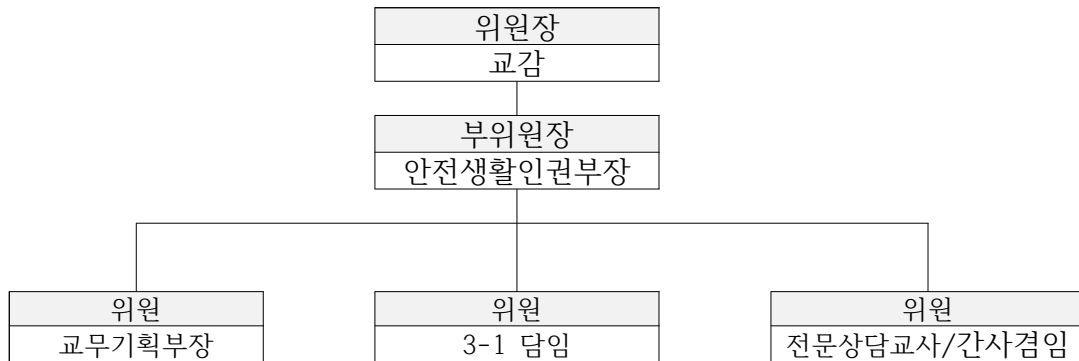 위원장
교감
부위원장
안전생활인권부장
위원
교무기획부장
위원
3-1 담임
위원
전문상담교사/간사겸임